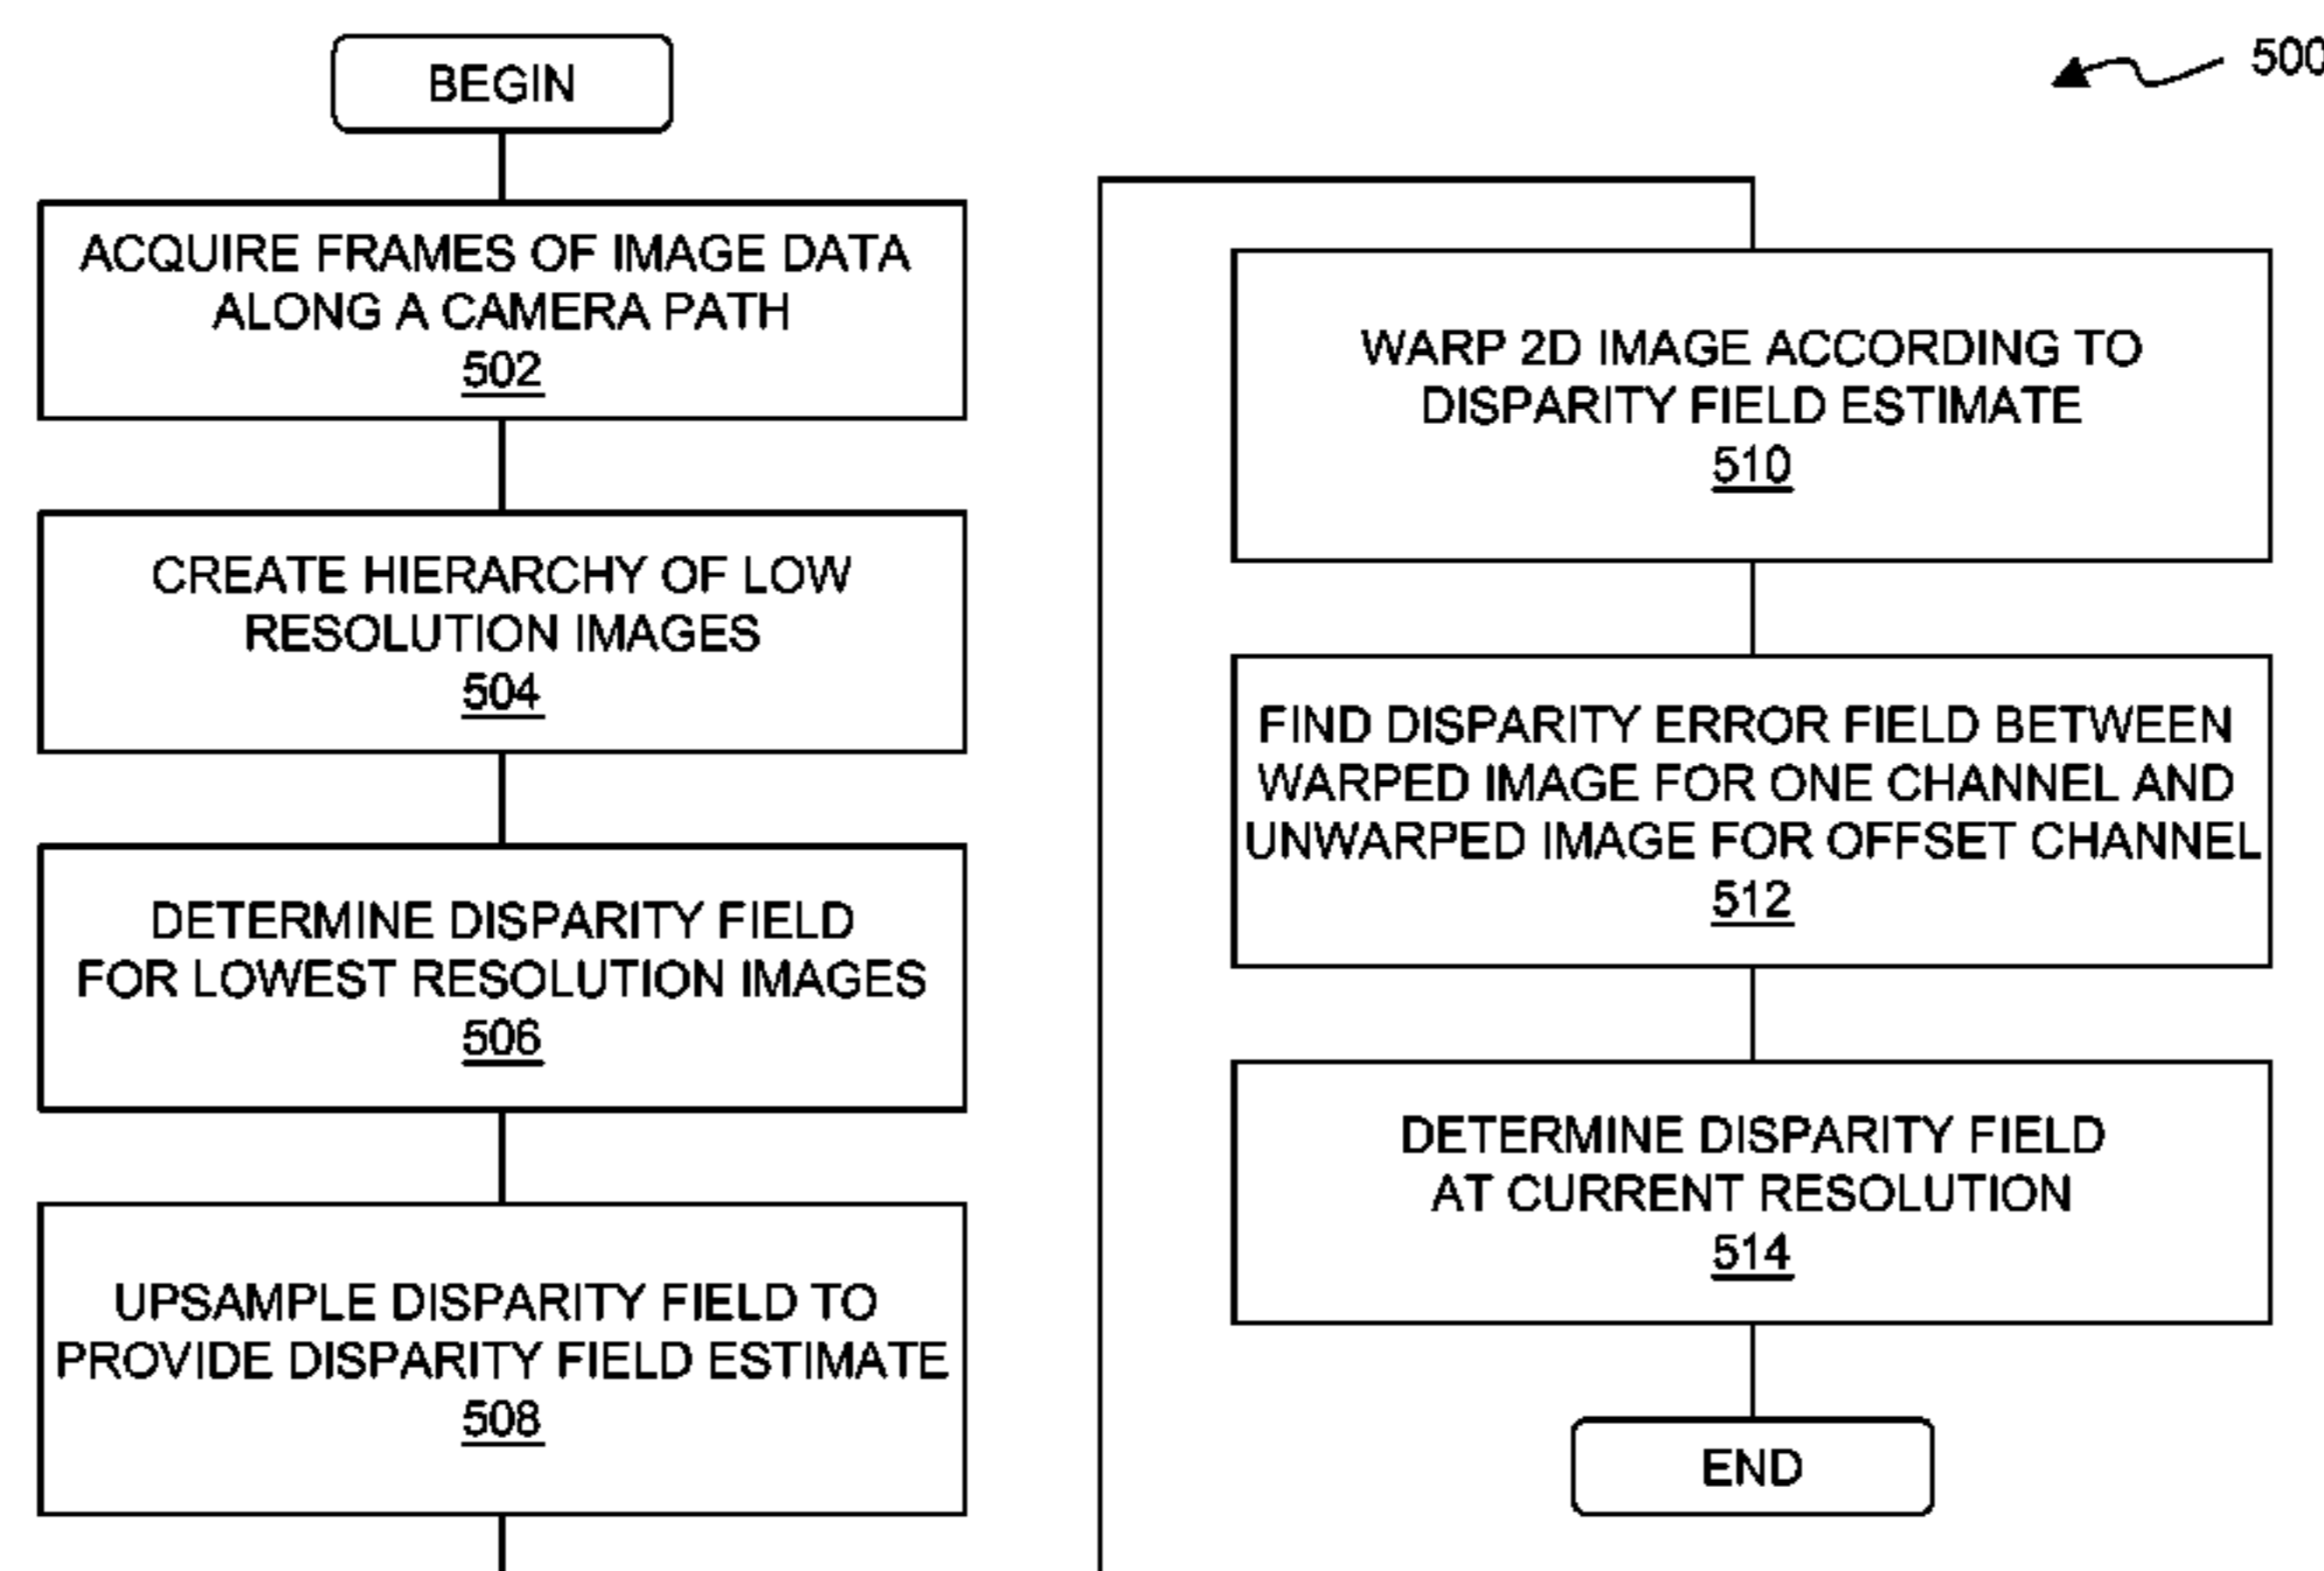 BEGIN
ACQUIRE FRAMES OF IMAGE DATA
ALONG A CAMERA PATH
502
CREATE HIERARCHY OF LOW
RESOLUTION IMAGES
504
DETERMINE DISPARITY FIELD
FOR LOWEST RESOLUTION IMAGES
506
UPSAMPLE DISPARITY FIELD TO
PROVIDE DISPARITY FIELD ESTIMATE
508
500
WARP 2D IMAGE ACCORDING TO
DISPARITY FIELD ESTIMATE
510
FIND DISPARITY ERROR FIELD BETWEEN
WARPED IMAGE FOR ONE CHANNEL AND
UNWARPED IMAGE FOR OFFSET CHANNEL
512
DETERMINE DISPARITY FIELD
AT CURRENT RESOLUTION
514
END